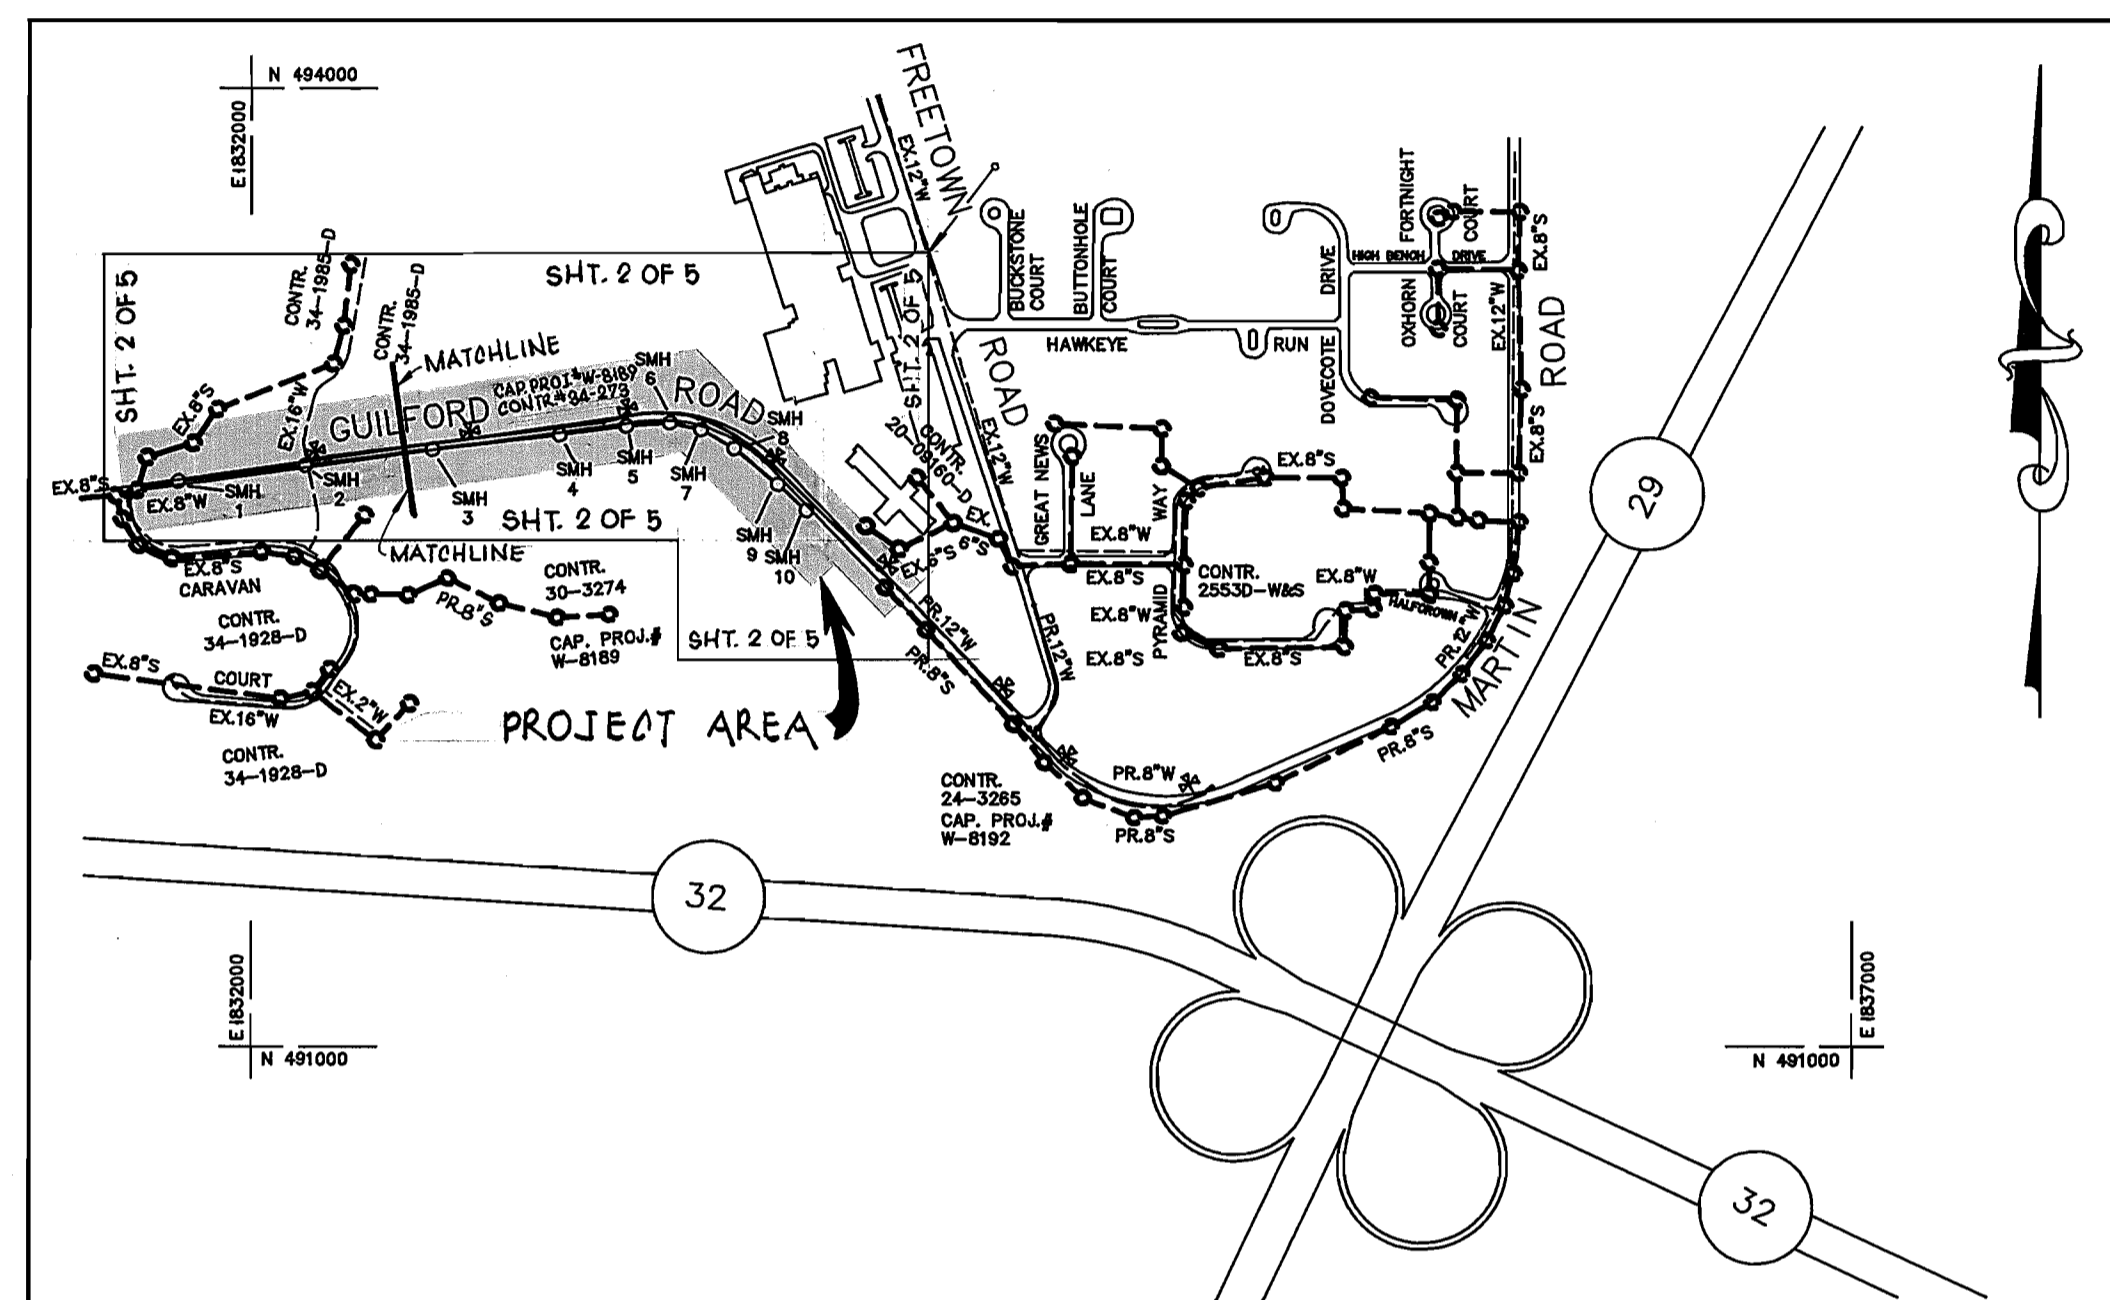 N 494000
E 1832000
FREETOWN
EX.12"W
SHT. 2 OF 5
SHT. 2 OF 5
SHT. 2 OF 5
CONTR.
34-1985-D
CONTR.
34-1985-D
MATCHLINE
EX.8"S
EX.16"W
GUILFORD
CAP. PROJ.#W-8189
CONTR.#34-273
ROAD
SMH
6
SMH
8
EX.8"S
EX.8"W
SMH
1
SMH
2
SMH
3
SMH
4
SMH
5
SMH
7
SMH
9
SMH
10
SHT. 2 OF 5
MATCHLINE
SHT. 2 OF 5
EX.8"S
CARAVAN
CONTR.
34-1928-D
PR.8"S
CONTR.
30-3274
CAP. PROJ.#
W-8189
EX.8"S
COURT
EX.16"W
EX.2"W
CONTR.
34-1928-D
PROJECT AREA
CONTR.
20-09160-D
EX.
6"S
EX.6"S
EX.12"W
ROAD
PR.12"W
PR.8"S
PR.12"W
BUCKSTONE
COURT
BUTTONHOLE
COURT
HAWKEYE
RUN
DRIVE
DOVECOTE
HIGH BENCH
DRIVE
FORTNIGHT
COURT
OXHORN
COURT
EX.8"S
EX.12"W
ROAD
EX.8"S
GREAT NEWS
LANE
WAY
PYRAMID
EX.8"S
EX.8"W
EX.8"S
EX.8"W
EX.8"S
CONTR.
2553D-W&S
EX.8"W
HALFCROWN
EX.8"S
PR.12"W
MARTIN
PR.8"S
PR.8"W
PR.8"S
CONTR.
24-3265
CAP. PROJ.#
W-8192
29
32
32
E 1832000
N 491000
E 1837000
N 491000